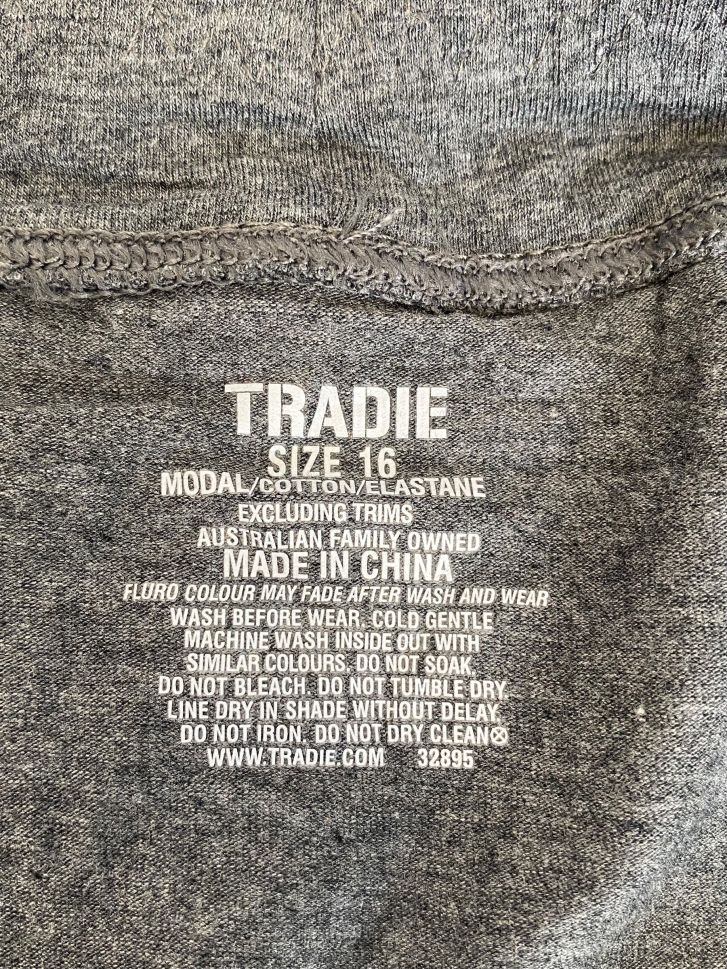 TRADIE
SIZE 16
MODAL/COTTON/ELASTANE
EXCLUDING TRIMS
AUSTRALIAN FAMILY OWNED
MADE IN CHINA
FLURO COLOUR MAY FADE AFTER WASH AND WEAR
WASH BEFORE WEAR. COLD GENTLE
MACHINE WASH INSIDE OUT WITH
SIMILAR COLOURS. DO NOT SOAK.
DO NOT BLEACH. DO NOT TUMBLE DRY.
LINE DRY IN SHADE WITHOUT DELAY.
DO NOT IRON. DO NOT DRY CLEAN
WWW.TRADIE.COM 32895